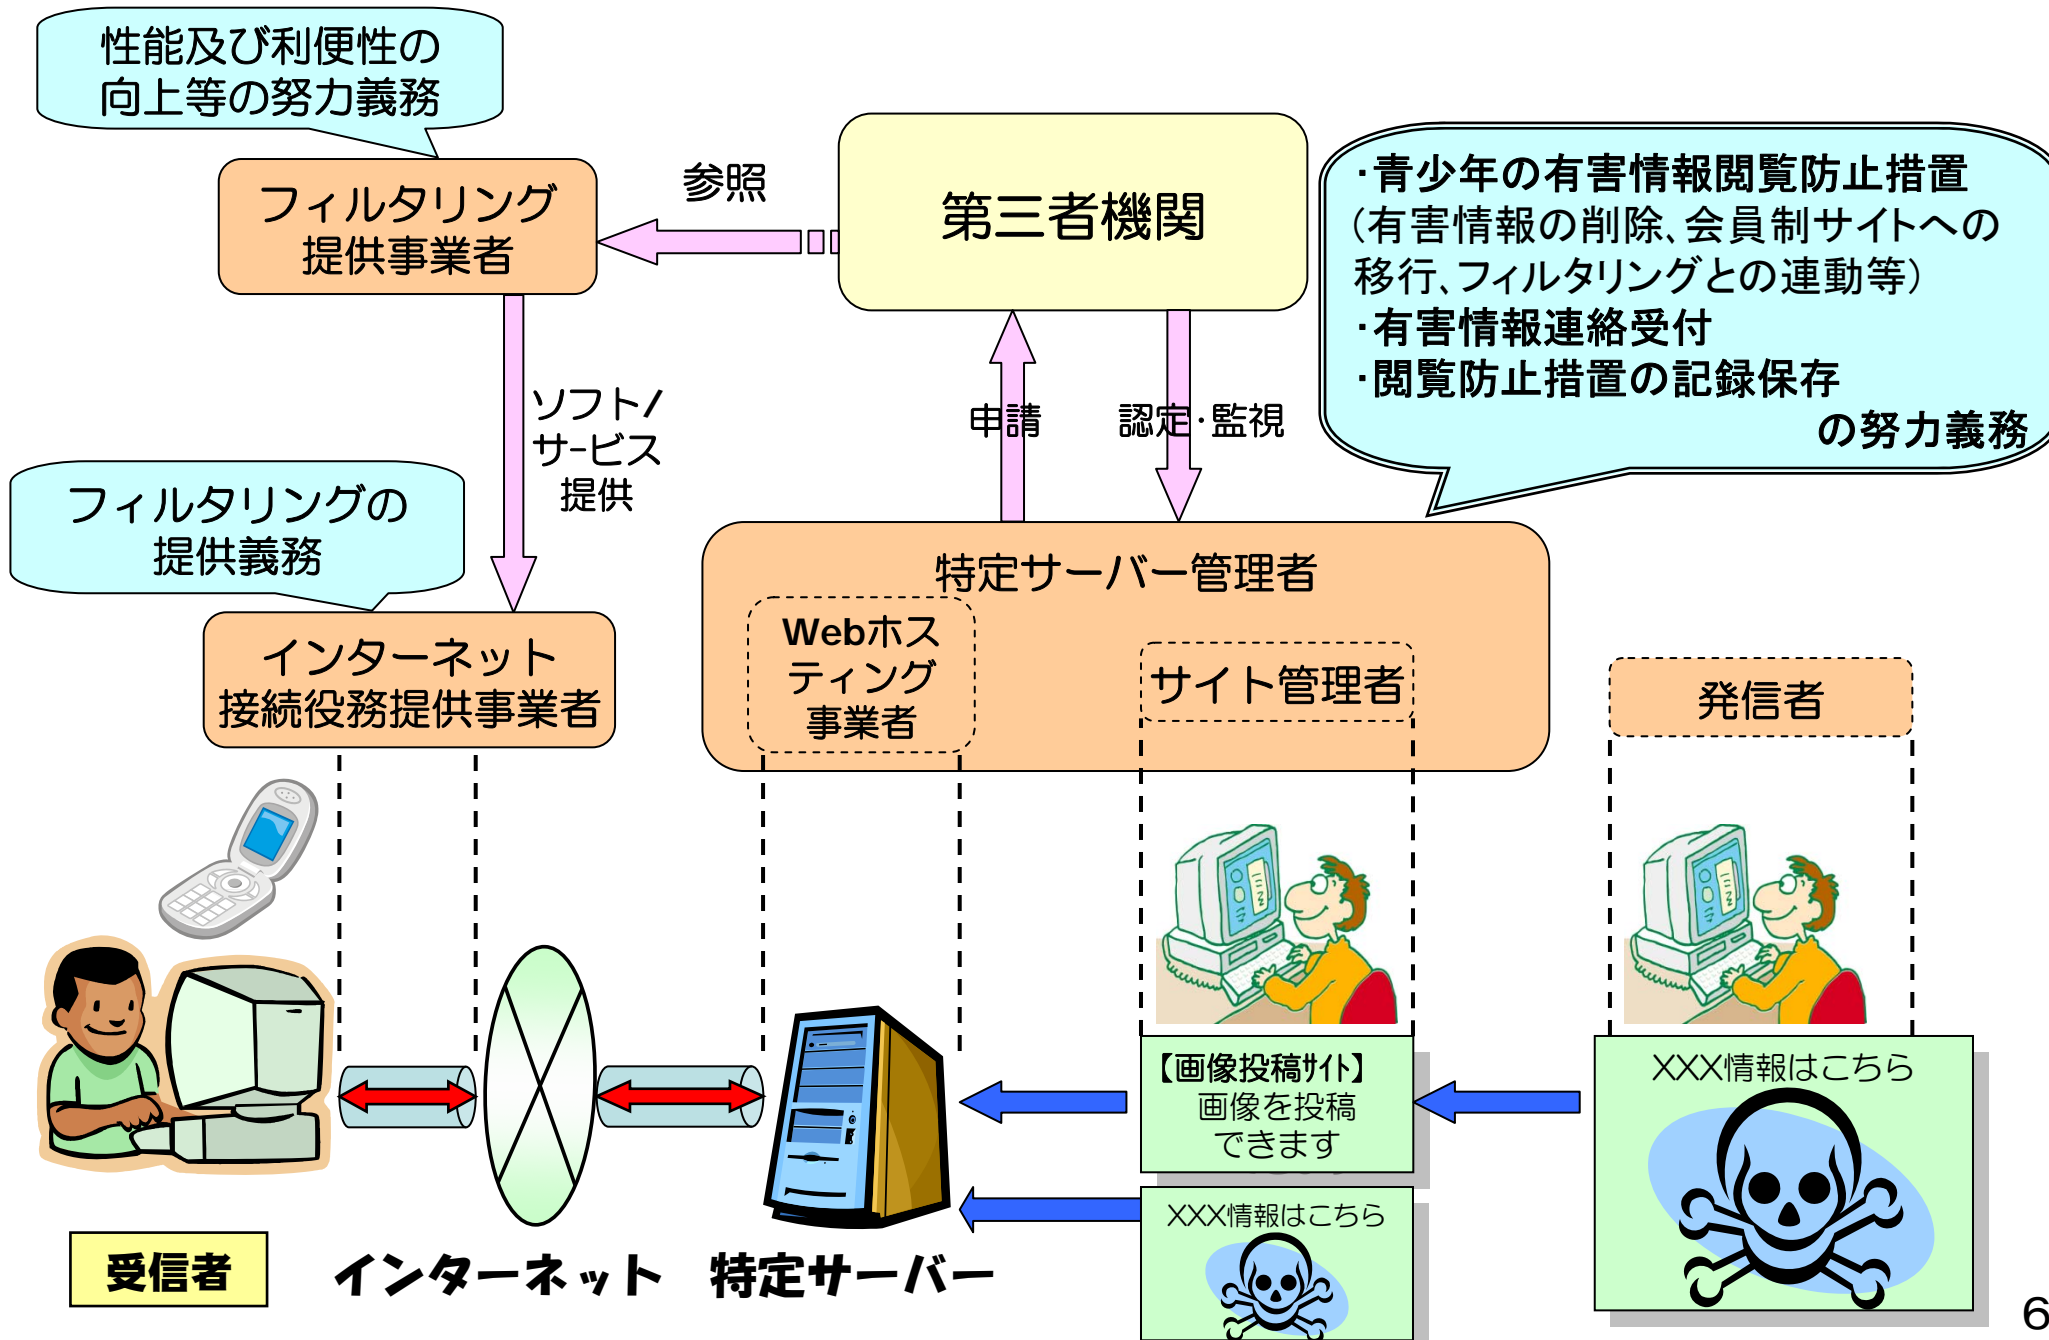 性能及び利便性の
向上等の努力義務
フィルタリング
提供事業者
参照
第三者機関
・青少年の有害情報閲覧防止措置
（有害情報の削除、会員制サイトへの
移行、フィルタリングとの連動等）
・有害情報連絡受付
・閲覧防止措置の記録保存
の努力義務
ソフト/
サービス
提供
申請
認定・監視
フィルタリングの
提供義務
インターネット
接続役務提供事業者
特定サーバー管理者
Webホス
ティング
事業者
サイト管理者
発信者
【画像投稿サイト】
画像を投稿
できます
XXX情報はこちら
XXX情報はこちら
受信者
インターネット
特定サーバー
6